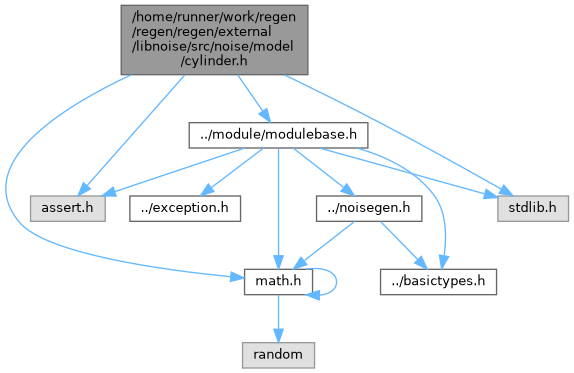 /home/runner/work/regen
/regen/regen/external
/libnoise/src/noise/model
/cylinder.h
../module/modulebase.h
assert.h
../exception.h
../noisegen.h
stdlib.h
math.h
../basictypes.h
random